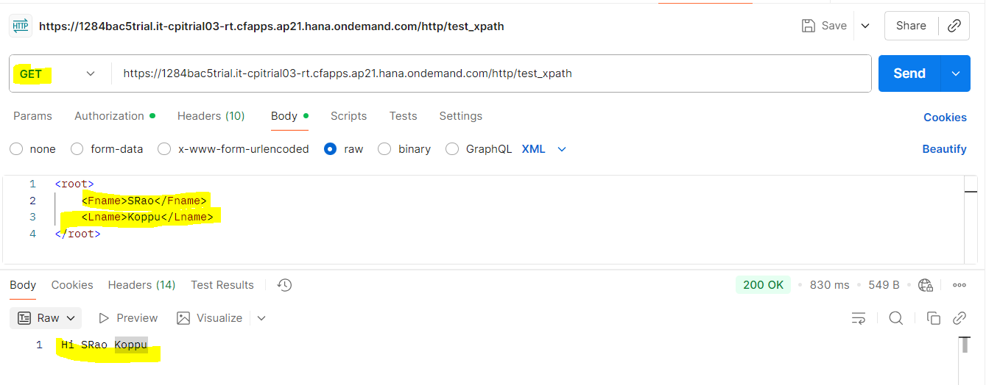 HTTP https://1284bac5trial.it-cpitrial03-rt.cfapps.ap21.hana.ondemand.com/http/test_xpath Save Share
GET https://1284bac5trial.it-cpitrial03-rt.cfapps.ap21.hana.ondemand.com/http/test_xpath Send
Params Authorization Headers (10) Body Scripts Tests Settings Cookies
none form-data x-www-form-urlencoded raw binary GraphQL XML Beautify
1 <root>
2 <Fname>SRao</Fname>
3 <Lname>Koppu</Lname>
4 </root>
Body Cookies Headers (14) Test Results 200 OK 830 ms 549 B
Raw Preview Visualize
1 Hi SRao Koppu